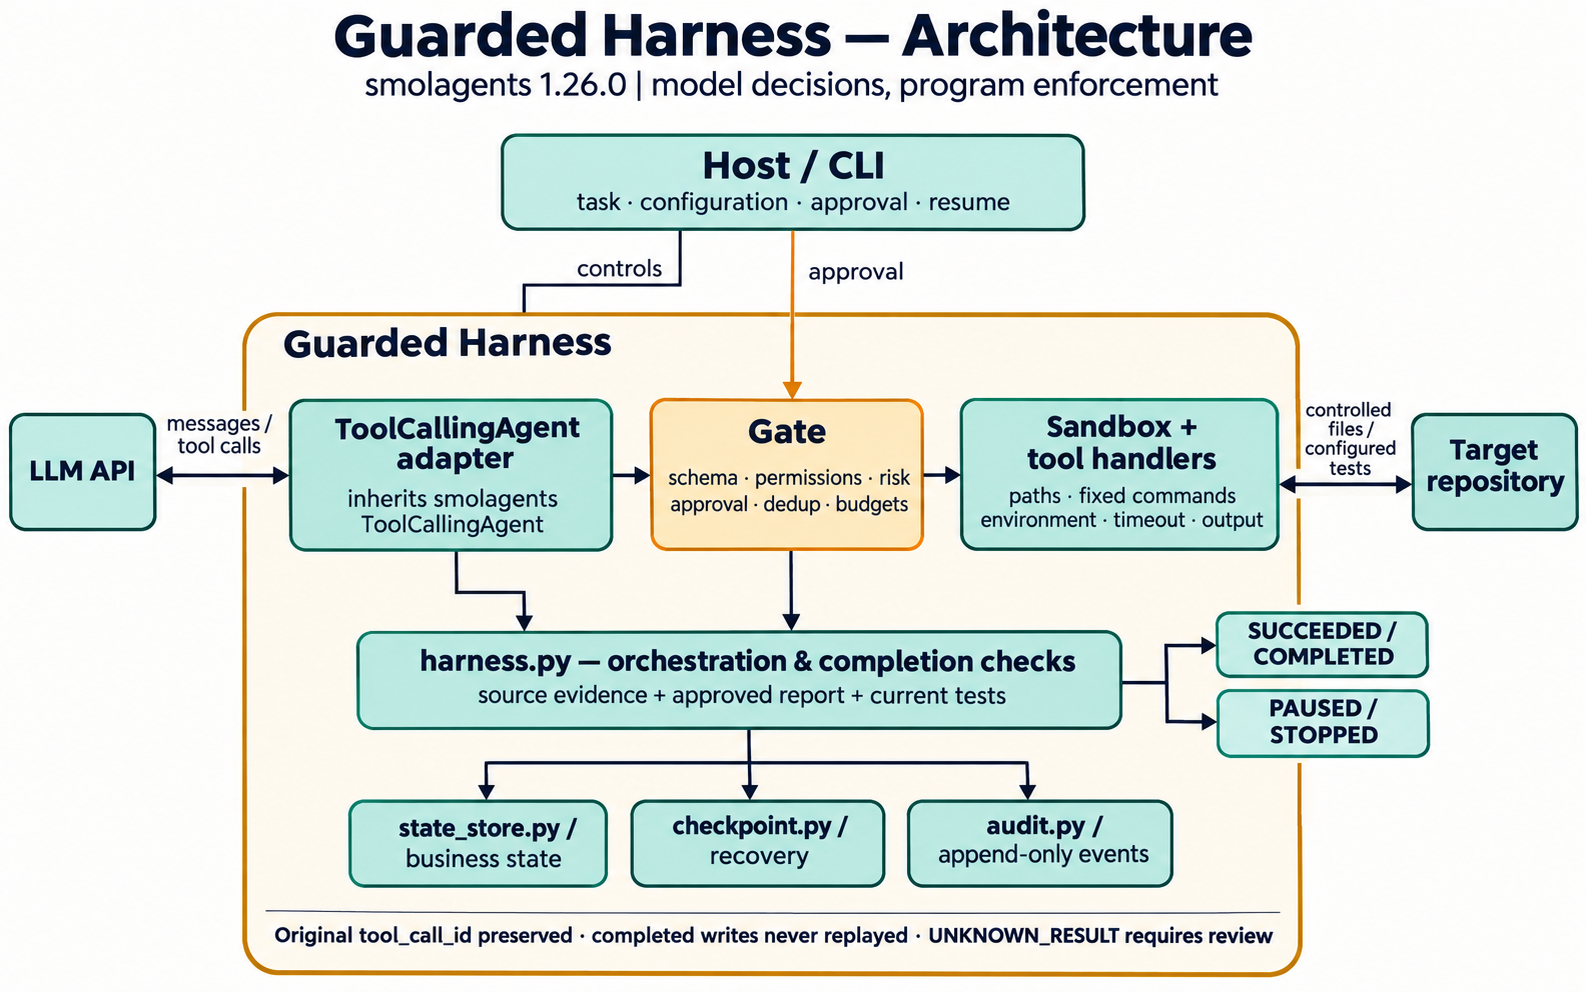 Guarded Harness — Architecture
smolagents 1.26.0 | model decisions, program enforcement
Host / CLI
task · configuration · approval · resume
controls
approval
Guarded Harness
LLM API
messages /
tool calls
ToolCallingAgent
adapter
inherits smolagents
ToolCallingAgent
Gate
schema · permissions · risk
approval · dedup · budgets
Sandbox +
tool handlers
paths · fixed commands
environment · timeout · output
controlled
files /
configured
tests
Target
repository
harness.py — orchestration & completion checks
source evidence + approved report + current tests
SUCCEEDED /
COMPLETED
PAUSED /
STOPPED
state_store.py /
business state
checkpoint.py /
recovery
audit.py /
append-only events
Original tool_call_id preserved · completed writes never replayed · UNKNOWN_RESULT requires review